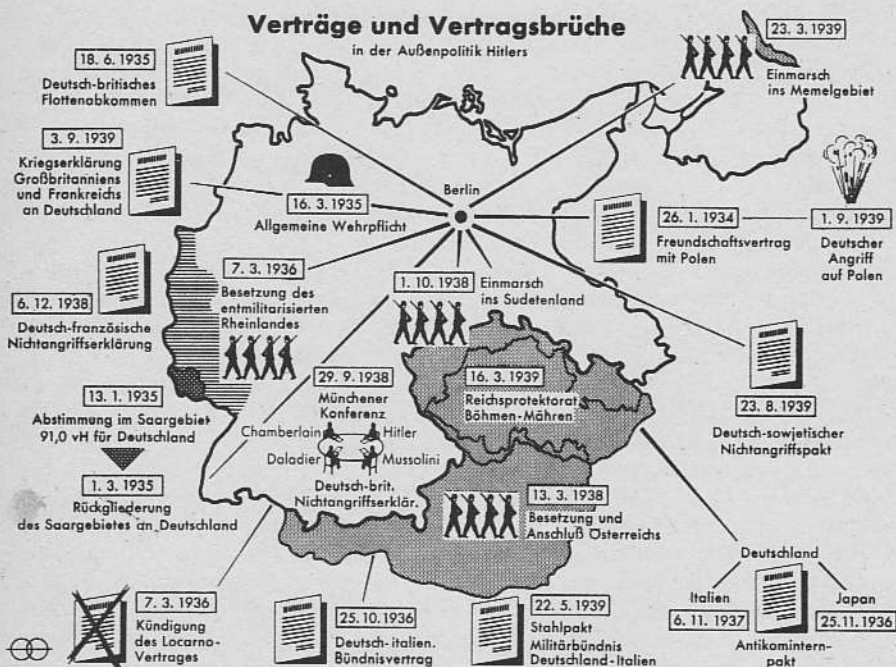 Verträge und Vertragsbrüche
in der Außenpolitik Hitlers
18. 6. 1935
Deutsch-britisches
Flottenabkommen
23. 3. 1939
Einmarsch
ins Memelgebiet
3. 9. 1939
Kriegserklärung
Großbritanniens
und Frankreichs
an Deutschland
16. 3. 1935
Allgemeine Wehrpflicht
Berlin
26. 1. 1934
Freundschaftsvertrag
mit Polen
1. 9. 1939
Deutscher
Angriff
auf Polen
6. 12. 1938
Deutsch-französische
Nichtangriffserklärung
7. 3. 1936
Besetzung des
entmilitarisierten
Rheinlandes
1. 10. 1938
Einmarsch
ins Sudetenland
16. 3. 1939
Reichsprotektorat
Böhmen-Mähren
23. 8. 1939
Deutsch-sowjetischer
Nichtangriffspakt
13. 1. 1935
Abstimmung im Saargebiet
91,0 vH für Deutschland
1. 3. 1935
Rückgliederung
des Saargebietes an Deutschland
29. 9. 1938
Münchener
Konferenz
Chamberlain
Hitler
Daladier
Mussolini
Deutsch-brit.
Nichtangriffserklär.
13. 3. 1938
Besetzung und
Anschluß Österreichs
7. 3. 1936
Kündigung
des Locarno-
Vertrages
25. 10. 1936
Deutsch-italien.
Bündnisvertrag
22. 5. 1939
Stahlpakt
Militärbündnis
Deutschland-Italien
Deutschland
Italien
6. 11. 1937
Japan
25. 11. 1936
Antikomintern-
pakt